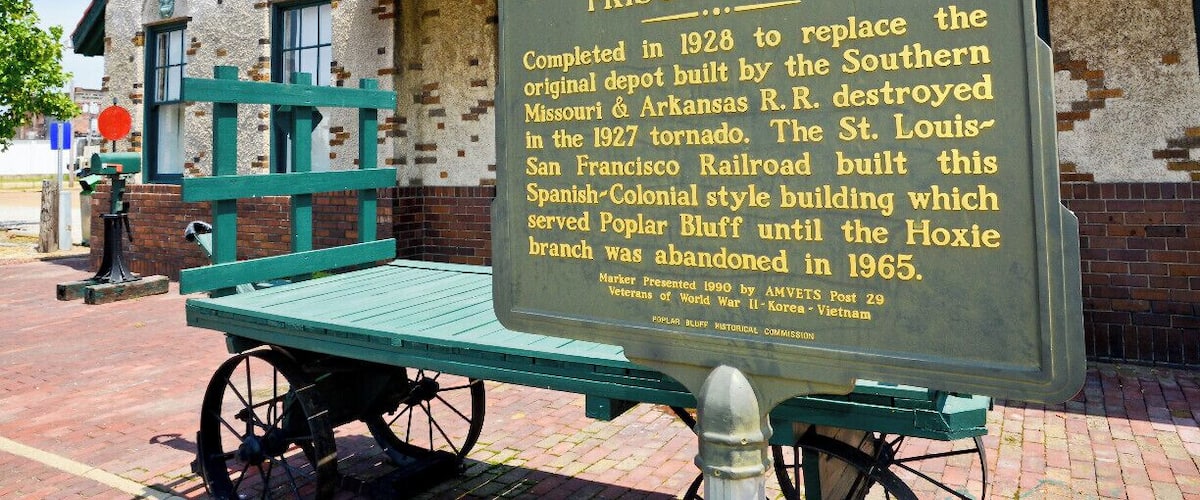 Completed in 1928 to replace the
original depot built by the Southern
Missouri & Arkansas R.R. destroyed
in the 1927 tornado. The St. Louis-
San Francisco Railroad built this
Spanish-Colonial style building which
served Poplar Bluff until the Hoxie
branch was abandoned in 1965.
Marker Presented 1990 by AMVETS Post 29
Veterans of World War II-Korea-Vietnam
POPLAR BLUFF HISTORICAL COMMISSION